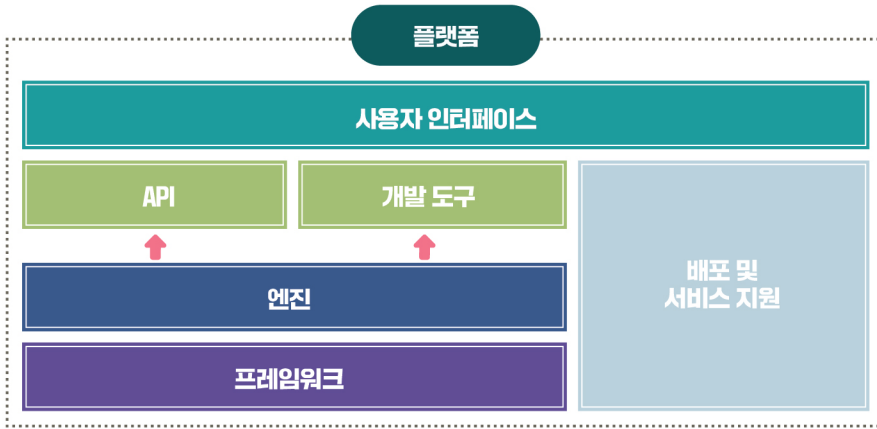 플랫폼
사용자 인터페이스
API
개발 도구
배포 및
서비스 지원
엔진
프레임워크